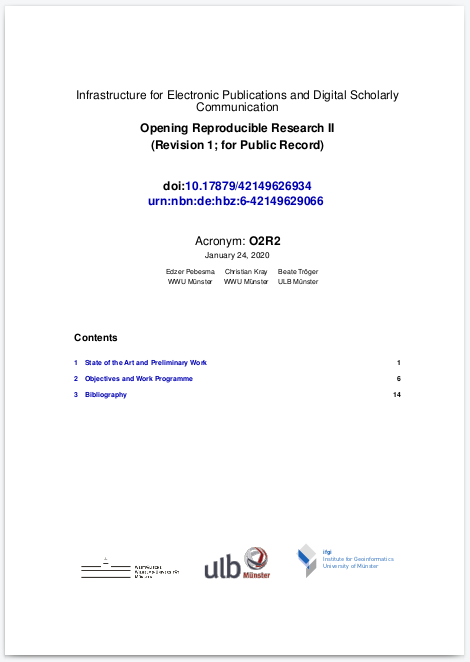 Infrastructure for Electronic Publications and Digital Scholarly
Communication
Opening Reproducible Research II
(Revision 1; for Public Record)
doi:10.17879/42149626934
urn:nbn:de:hbz:6-42149629066
Acronym: O2R2
January 24, 2020
Edzer Pebesma Christian Kray Beate Tröger
WWU Münster WWU Münster ULB Münster
Contents
1 State of the Art and Preliminary Work 1
2 Objectives and Work Programme 6
3 Bibliography 14
ulb Münster
ifgi
Institute for Geoinformatics
University of Münster